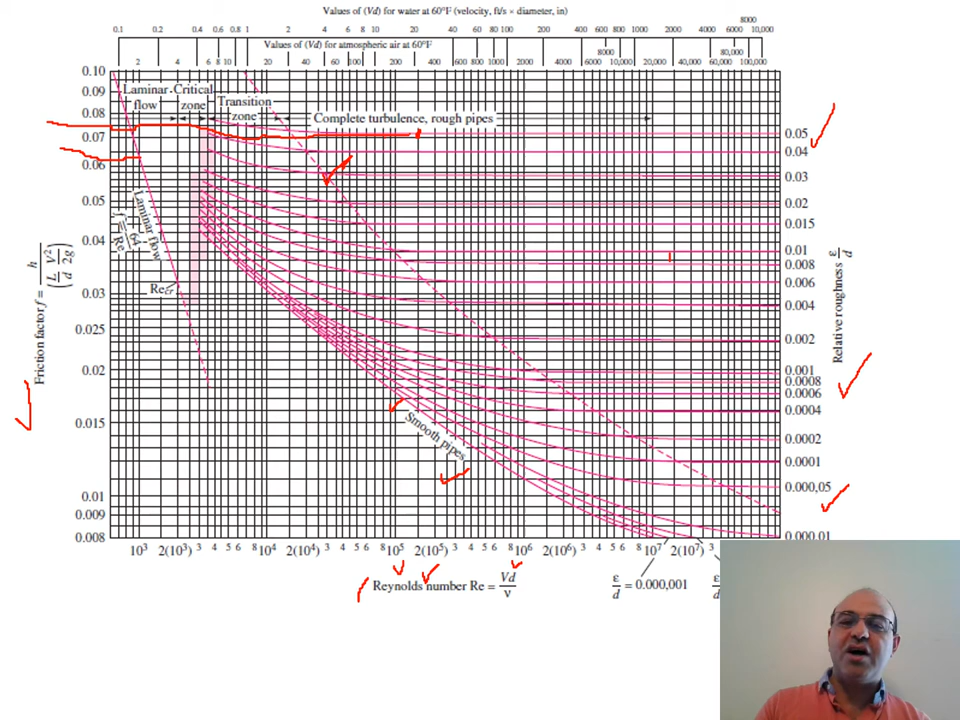 Values of (Vd) for water at 60°F (velocity, ft/s × diameter, in)
0.1 0.2 0.4 0.6 0.8 1 2 4 6 8 10 20 40 60 80 100 200 400 600 800 1000 2000 4000 6000 8000 10,000
Values of (Vd) for atmospheric air at 60°F
2 4 6 8 10 20 40 60 100 200 400 600 800 1000 2000 4000 6000 8000 10,000 20,000 40,000 60,000 80,000 100,000
0.10
0.09
0.08
0.07
0.06
0.05
0.04
0.03
0.025
0.02
0.015
0.01
0.009
0.008
Laminar flow
Critical zone
Transition zone
Complete turbulence, rough pipes
Laminar flow
f = 64/Re
Recr
Smooth pipes
Friction factor f = h/(L/d V²/2g)
0.05
0.04
0.03
0.02
0.015
0.01
0.008
0.006
0.004
0.002
0.001
0.0008
0.0006
0.0004
0.0002
0.0001
0.000,05
0.000,01
Relative roughness ε/d
10³ 2(10³) 3 4 5 6 8 10⁴ 2(10⁴) 3 4 5 6 8 10⁵ 2(10⁵) 3 4 5 6 8 10⁶ 2(10⁶) 3 4 5 6 8 10⁷ 2(10⁷) 3
Reynolds number Re = Vd/ν
ε/d = 0.000,001
ε/d